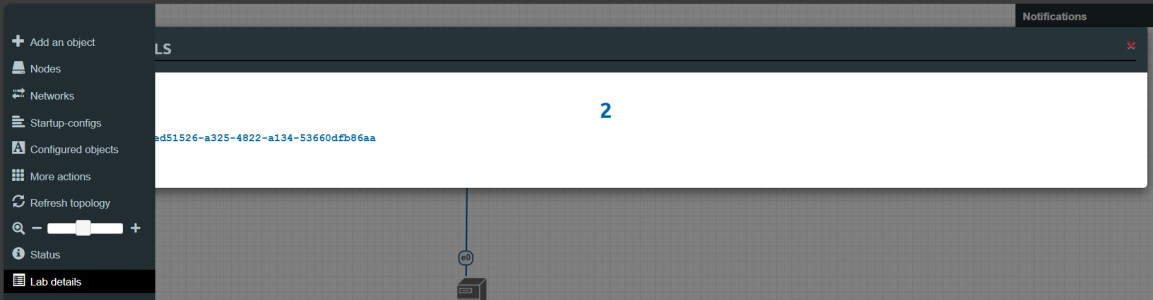 Notifications
Add an object
LS
Nodes
Networks
2
Startup-configs
ed51526-a325-4822-a134-53660dfb86aa
A Configured objects
More actions
Refresh topology
Status
e0
Lab details